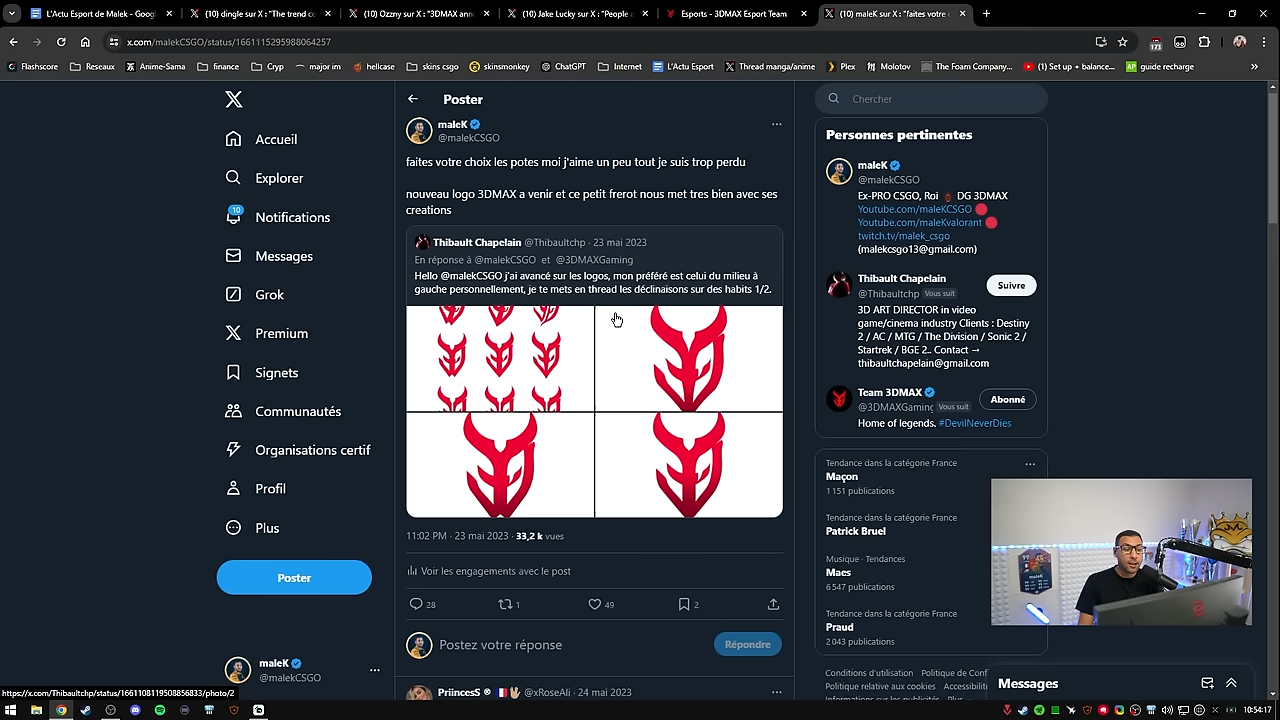 L'Actu Esport de Malek - Googl
(10) dingle sur X : "The trend c
(10) Ozzny sur X : "3DMAX ann
(10) Jake Lucky sur X : "People a
Esports - 3DMAX Esport Team
(10) maleK sur X : "faites votre
x.com/malekCSGO/status/1661115295988064257
173
Flashscore
Reseaux
Anime-Sama
finance
Cryp
major im
hellcase
skins csgo
skinsmonkey
ChatGPT
Internet
L'Actu Esport
Thread manga/anime
Plex
Molotov
The Foam Company...
(1) Set up + balance...
guide recharge
Accueil
Explorer
10
Notifications
Messages
Grok
Premium
Signets
Communautés
Organisations certif
Profil
Plus
Poster
maleK
@malekCSGO
Poster
maleK
@malekCSGO
faites votre choix les potes moi j'aime un peu tout je suis trop perdu
nouveau logo 3DMAX a venir et ce petit frerot nous met tres bien avec ses
creations
Thibault Chapelain @Thibaultchp · 23 mai 2023
En réponse à @malekCSGO et @3DMAXGaming
Hello @malekCSGO j'ai avancé sur les logos, mon préféré est celui du milieu à
gauche personnellement, je te mets en thread les déclinaisons sur des habits 1/2.
11:02 PM · 23 mai 2023 · 33,2 k vues
Voir les engagements avec le post
28
1
49
2
Postez votre réponse
Répondre
PriincesS
@xRoseAli · 24 mai 2023
Chercher
Personnes pertinentes
maleK
@malekCSGO
Ex-PRO CSGO, Roi DG 3DMAX
Youtube.com/maleKCSGO
Youtube.com/maleKvalorant
twitch.tv/malek_csgo
(malekcsgo13@gmail.com)
Thibault Chapelain
@Thibaultchp Vous suit
Suivre
3D ART DIRECTOR in video
game/cinema industry Clients : Destiny
2 / AC / MTG / The Division / Sonic 2 /
Startrek / BGE 2.. Contact →
thibaultchapelain@gmail.com
Team 3DMAX
@3DMAXGaming Vous suit
Abonné
Home of legends. #DevilNeverDies
Tendance dans la catégorie France
Maçon
1 151 publications
Tendance dans la catégorie France
Patrick Bruel
Musique · Tendances
Macs
6 547 publications
Tendance dans la catégorie France
Praud
2 043 publications
Conditions d'utilisation Politique de Conf
Politique relative aux cookies Accessibilité
Messages
https://x.com/Thibaultchp/status/1661108119508856833/photo/2
10:54:17